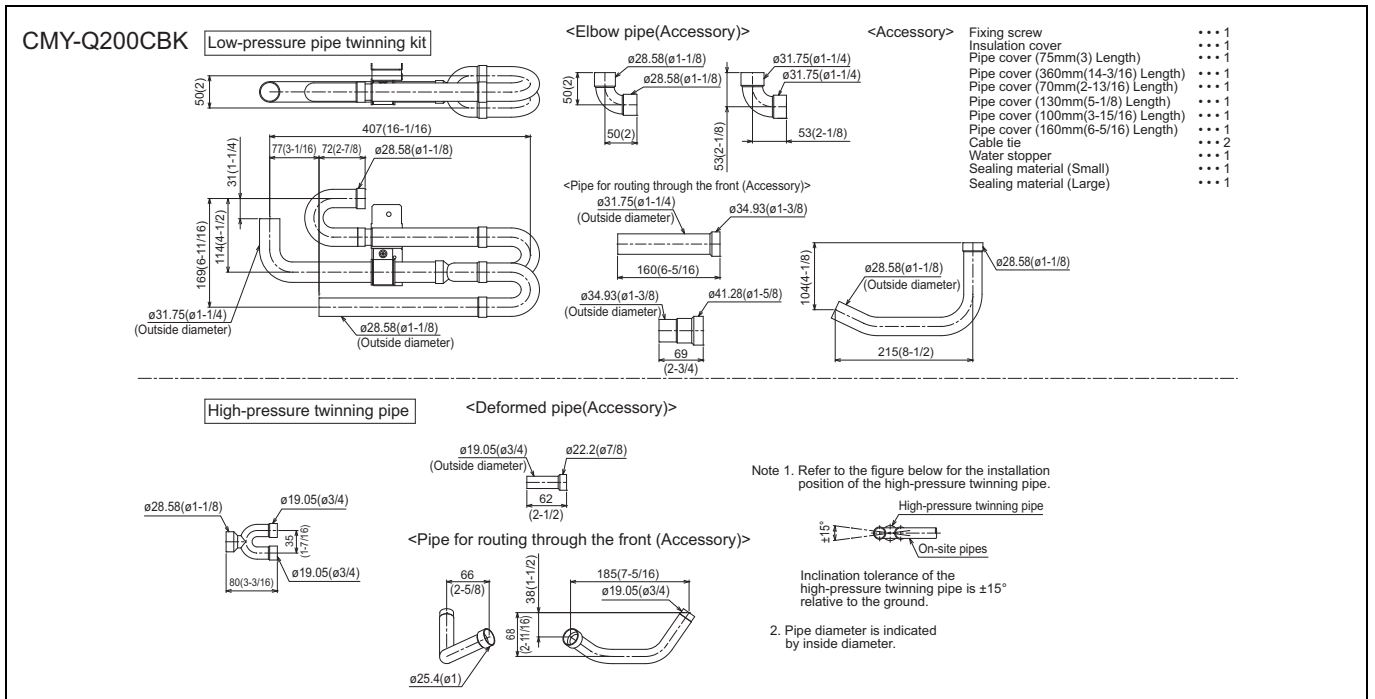 CMY-Q200CBK
Low-pressure pipe twinning kit
50(2)
407(16-1/16)
77(3-1/16)
72(2-7/8)
ø28.58(ø1-1/8)
31(1-1/4)
169(6-11/16)
114(4-1/2)
ø31.75(ø1-1/4)
(Outside diameter)
ø28.58(ø1-1/8)
(Outside diameter)
<Elbow pipe(Accessory)>
ø28.58(ø1-1/8)
ø28.58(ø1-1/8)
50(2)
50(2)
ø31.75(ø1-1/4)
ø31.75(ø1-1/4)
53(2-1/8)
53(2-1/8)
<Pipe for routing through the front (Accessory)>
ø31.75(ø1-1/4)
(Outside diameter)
ø34.93(ø1-3/8)
160(6-5/16)
ø34.93(ø1-3/8)
(Outside diameter)
ø41.28(ø1-5/8)
69
(2-3/4)
<Accessory>
Fixing screw ••• 1
Insulation cover ••• 1
Pipe cover (75mm(3) Length) ••• 1
Pipe cover (360mm(14-3/16) Length) ••• 1
Pipe cover (70mm(2-13/16) Length) ••• 1
Pipe cover (130mm(5-1/8) Length) ••• 1
Pipe cover (100mm(3-15/16) Length) ••• 1
Pipe cover (160mm(6-5/16) Length) ••• 1
Cable tie ••• 2
Water stopper ••• 1
Sealing material (Small) ••• 1
Sealing material (Large) ••• 1
104(4-1/8)
ø28.58(ø1-1/8)
(Outside diameter)
ø28.58(ø1-1/8)
215(8-1/2)
High-pressure twinning pipe
ø28.58(ø1-1/8)
ø19.05(ø3/4)
35
(1-7/16)
ø19.05(ø3/4)
80(3-3/16)
<Deformed pipe(Accessory)>
ø19.05(ø3/4)
(Outside diameter)
ø22.2(ø7/8)
62
(2-1/2)
<Pipe for routing through the front (Accessory)>
66
(2-5/8)
ø25.4(ø1)
38(1-1/2)
68
(2-11/16)
185(7-5/16)
ø19.05(ø3/4)
Note 1. Refer to the figure below for the installation
position of the high-pressure twinning pipe.
High-pressure twinning pipe
±15°
On-site pipes
Inclination tolerance of the
high-pressure twinning pipe is ±15°
relative to the ground.
2. Pipe diameter is indicated
by inside diameter.